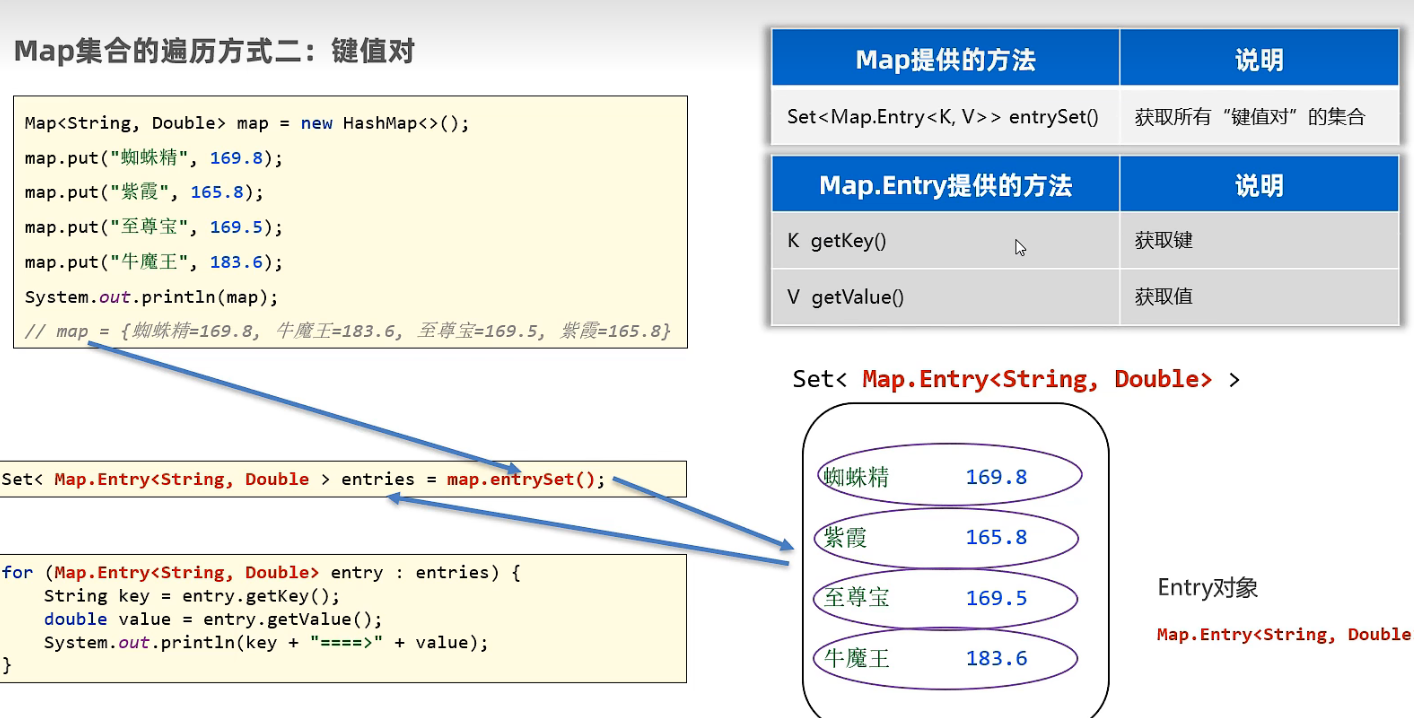 Map集合的遍历方式二：键值对
Map<String, Double> map = new HashMap<>();
map.put("蜘蛛精", 169.8);
map.put("紫霞", 165.8);
map.put("至尊宝", 169.5);
map.put("牛魔王", 183.6);
System.out.println(map);
// map = {蜘蛛精=169.8, 牛魔王=183.6, 至尊宝=169.5, 紫霞=165.8}
Set< Map.Entry<String, Double > entries = map.entrySet();
for (Map.Entry<String, Double> entry : entries) {
String key = entry.getKey();
double value = entry.getValue();
System.out.println(key + "====>" + value);
}
Map提供的方法 说明
Set<Map.Entry<K, V>> entrySet() 获取所有“键值对”的集合
Map.Entry提供的方法 说明
K getKey() 获取键
V getValue() 获取值
Set< Map.Entry<String, Double> >
蜘蛛精 169.8
紫霞 165.8
至尊宝 169.5
牛魔王 183.6
Entry对象
Map.Entry<String, Double